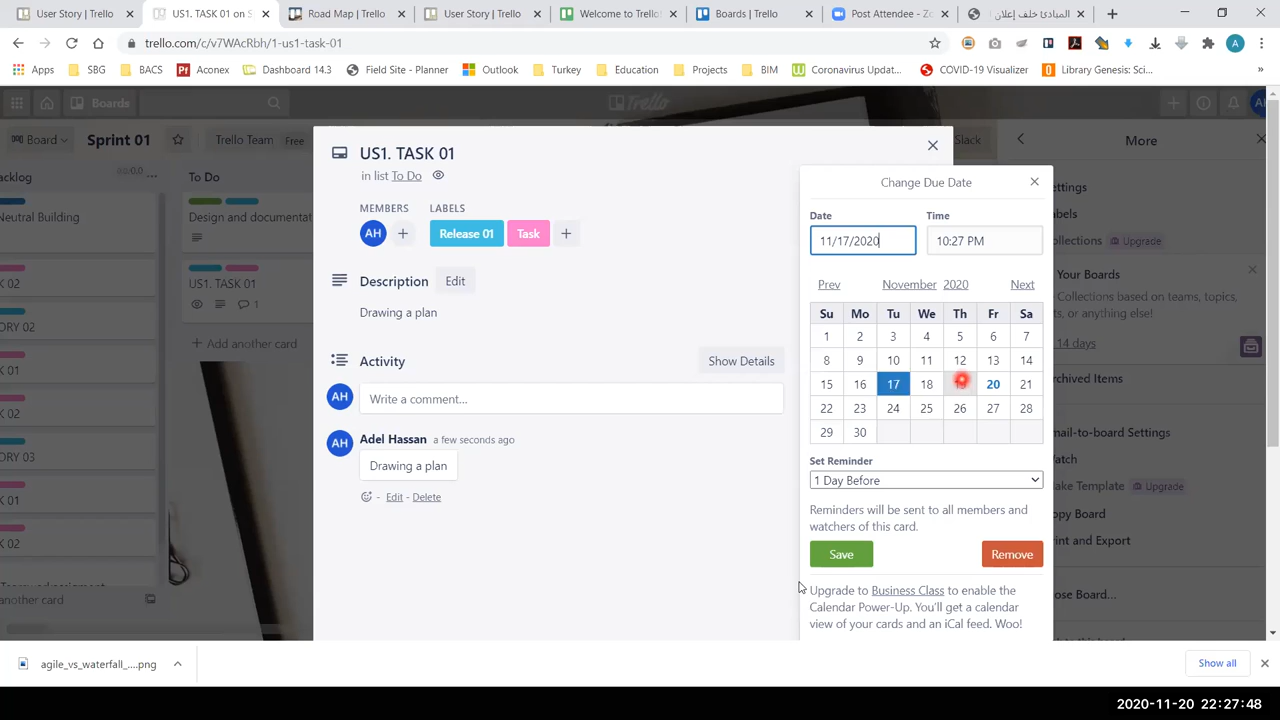 User Story | Trello
US1. TASK 01 on S
Road Map | Trello
User Story | Trello
Welcome to Trello!
Boards | Trello
Post Attendee - Zo
المبادئ خلف إعلان
trello.com/c/v7WAcRbh/1-us1-task-01
A
Apps
SBG
BACS
Aconex
Dashboard 14.3
Field Site - Planner
Outlook
Turkey
Education
Projects
BIM
Coronavirus Updat...
COVID-19 Visualizer
Library Genesis: Sci...
Boards
Trello
Board
Sprint 01
Trello Team
Free
Slack
More
acklog
To Do
Neutral Building
Design and documentat
K 02
US1. TASK 01
1
ORY 02
K 01
Add another card
K 02
ORY 03
K 01
K 02
another card
US1. TASK 01
in list To Do
MEMBERS
LABELS
AH
Release 01
Task
Description
Edit
Drawing a plan
Activity
Show Details
AH
Write a comment...
AH
Adel Hassan a few seconds ago
Drawing a plan
- Edit - Delete
Change Due Date
Date
Time
11/17/2020
10:27 PM
Prev
November 2020
Next
Su Mo Tu We Th Fr Sa
1 2 3 4 5 6 7
8 9 10 11 12 13 14
15 16 17 18 20 21
22 23 24 25 26 27 28
29 30
Set Reminder
1 Day Before
Reminders will be sent to all members and
watchers of this card.
Save
Remove
Upgrade to Business Class to enable the
Calendar Power-Up. You'll get a calendar
view of your cards and an iCal feed. Woo!
ettings
abels
ollections
Upgrade
Your Boards
Collections based on teams, topics,
ts, or anything else!
14 days
rchived Items
mail-to-board Settings
atch
ake Template
Upgrade
opy Board
rint and Export
ose Board...
agile_vs_waterfall_....png
Show all
2020-11-20 22:27:48